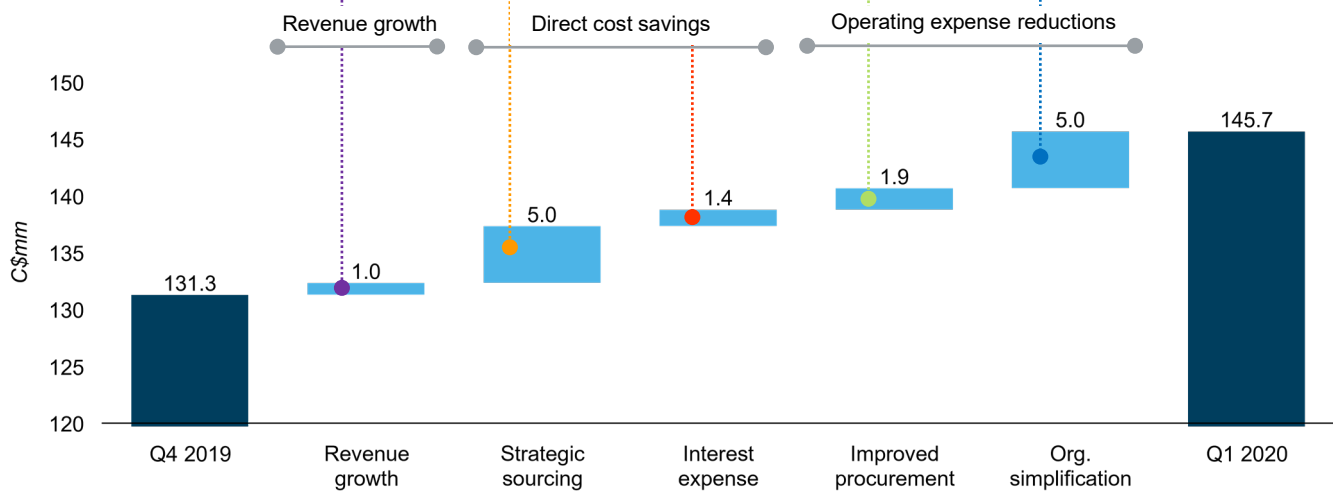 Revenue growth
Direct cost savings
Operating expense reductions
C$mm
150
145
140
135
130
125
120
131.3
1.0
5.0
1.4
1.9
5.0
145.7
Q4 2019
Revenue
growth
Strategic
sourcing
Interest
expense
Improved
procurement
Org.
simplification
Q1 2020